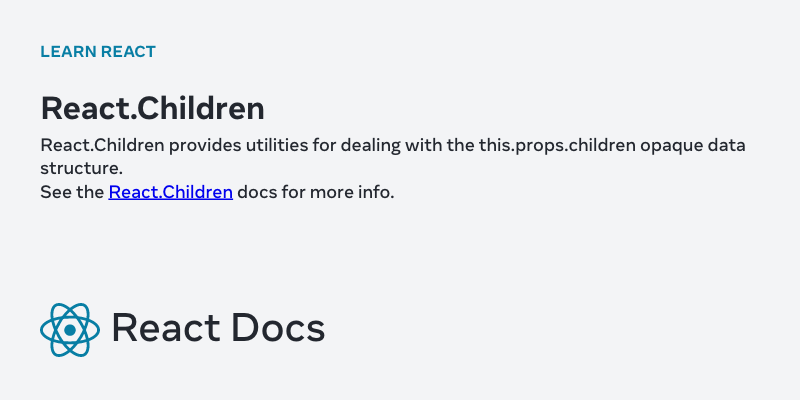 LEARN REACT
React.Children
React.Children provides utilities for dealing with the this.props.children opaque data
structure.
See the React.Children docs for more info.
React Docs